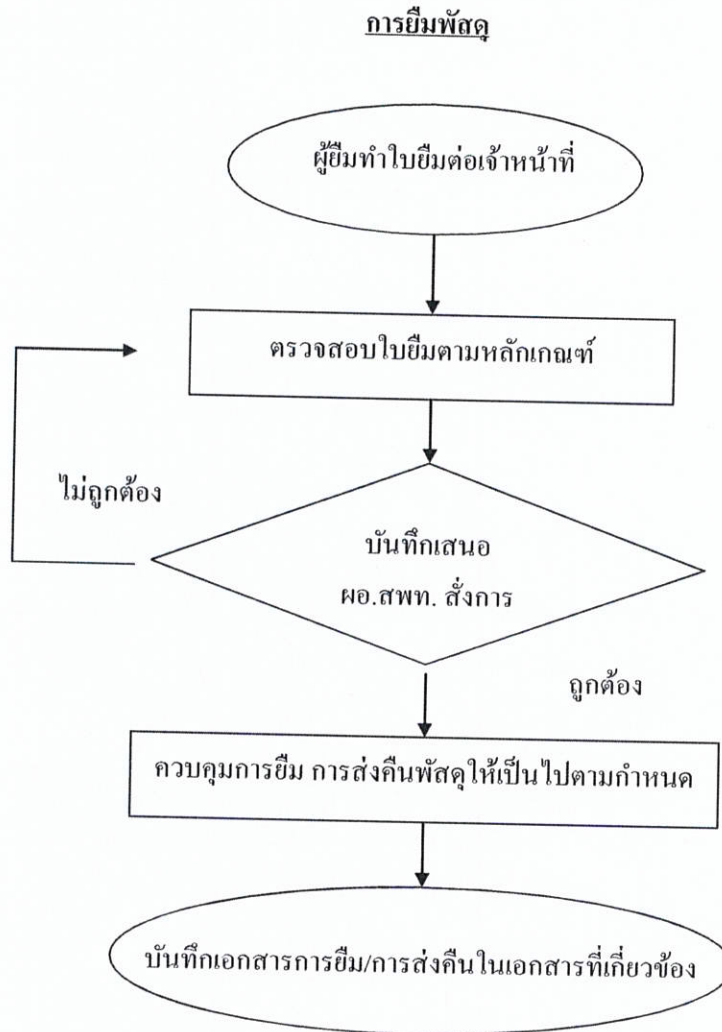 การยืมพัสดุ
ผู้ยืมทำใบยืมต่อเจ้าหน้าที่
ตรวจสอบใบยืมตามหลักเกณฑ์
ไม่ถูกต้อง
บันทึกเสนอ
ผอ.สพท. สั่งการ
ถูกต้อง
ควบคุมการยืม การส่งคืนพัสดุให้เป็นไปตามกำหนด
บันทึกเอกสารการยืม/การส่งคืนในเอกสารที่เกี่ยวข้อง